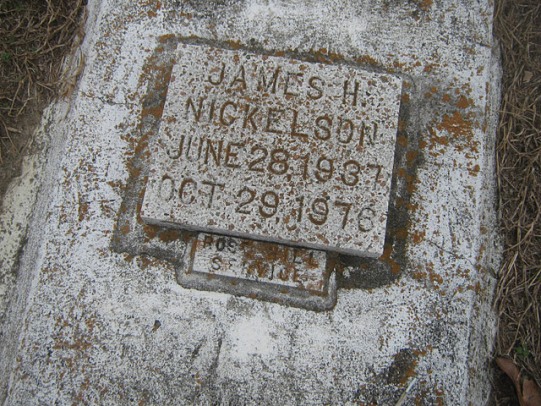 JAMES H.
NICKELSON
JUNE 28, 1937
OCT. 29, 1976